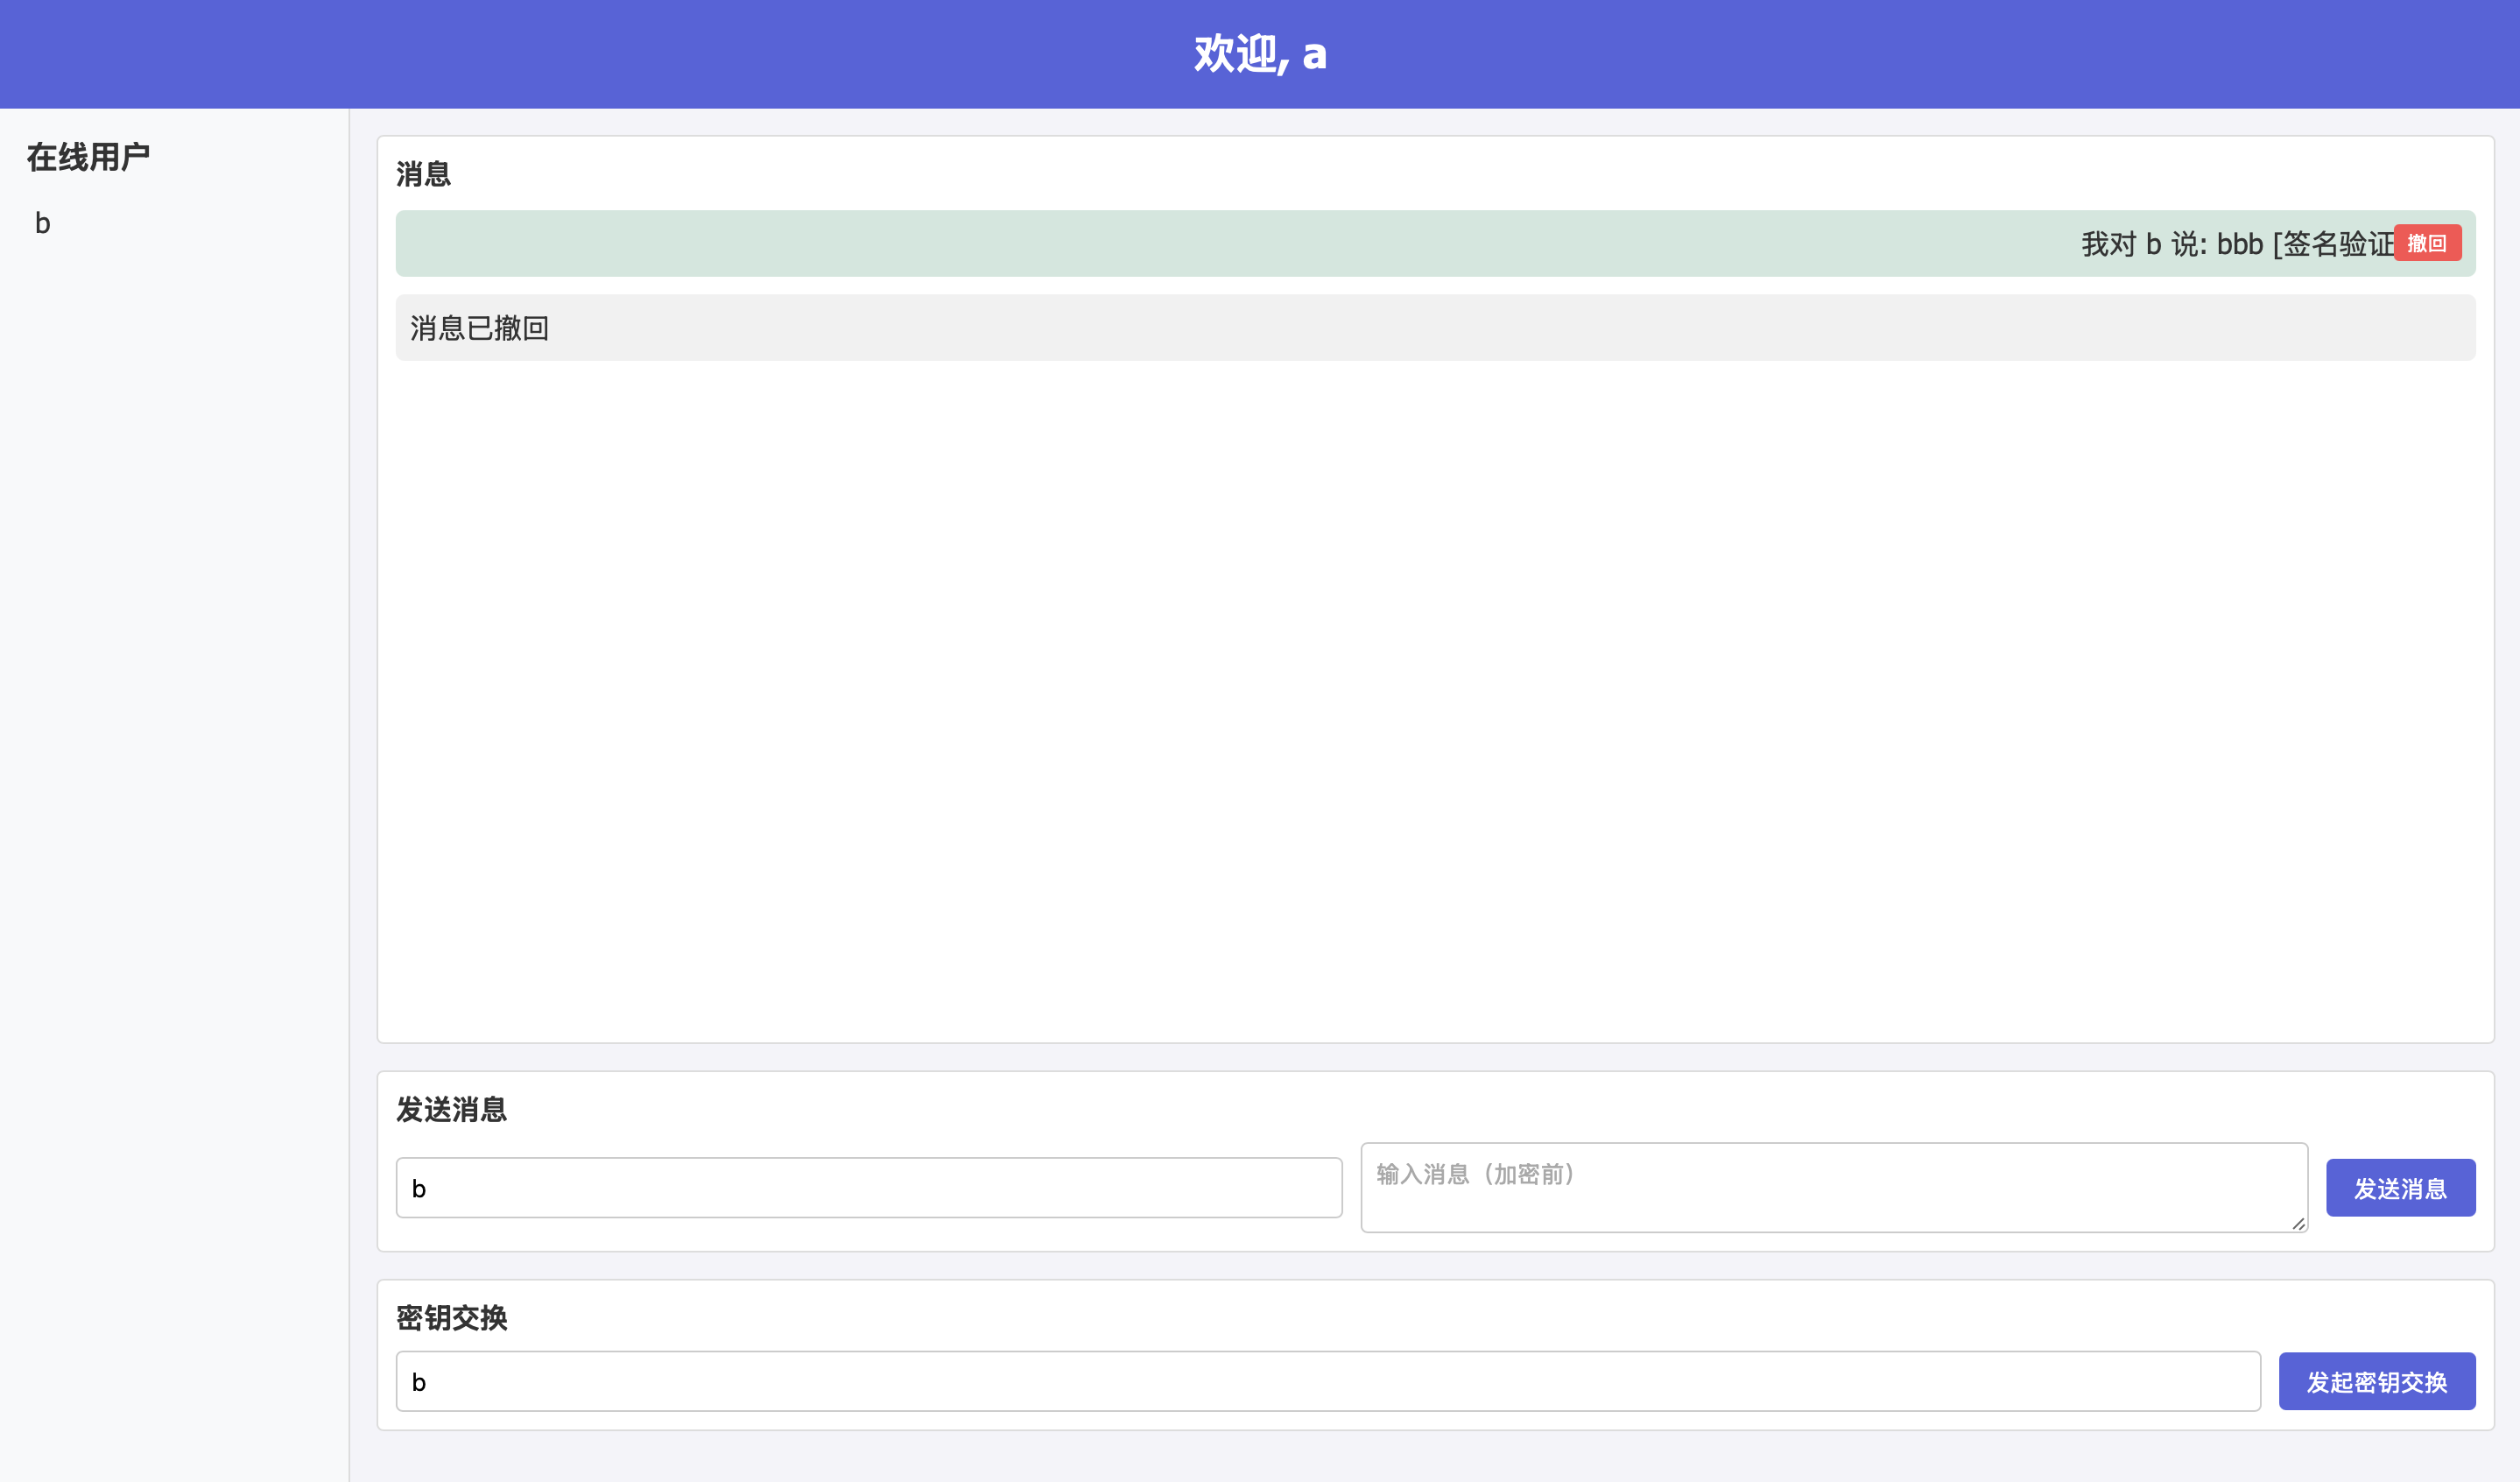 欢迎, a
在线用户
b
消息
我对 b 说: bbb [签名验证
撤回
消息已撤回
发送消息
b
输入消息（加密前）
发送消息
密钥交换
b
发起密钥交换